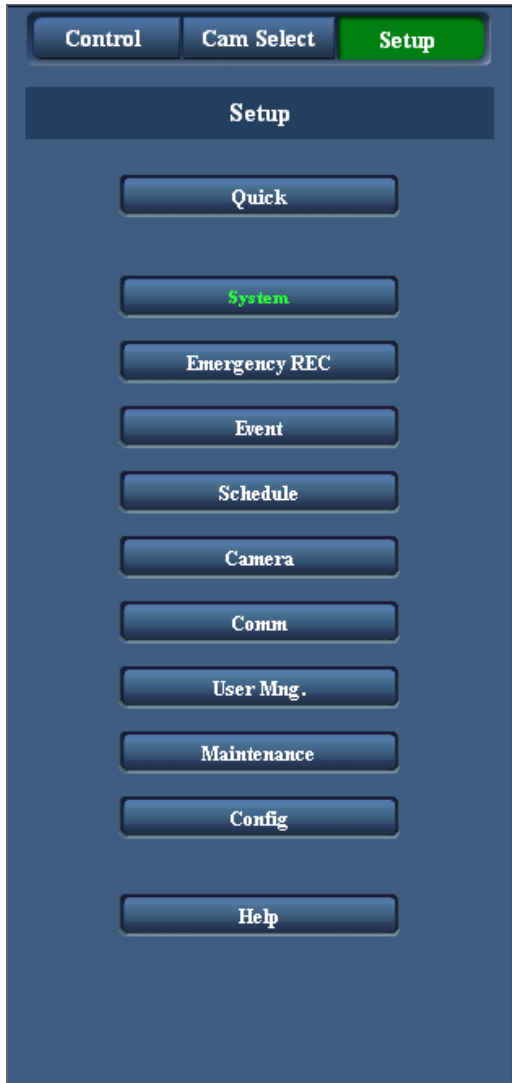 Control Cam Select Setup
Setup
Quick
System
Emergency REC
Event
Schedule
Camera
Comm
User Mng.
Maintenance
Config
Help